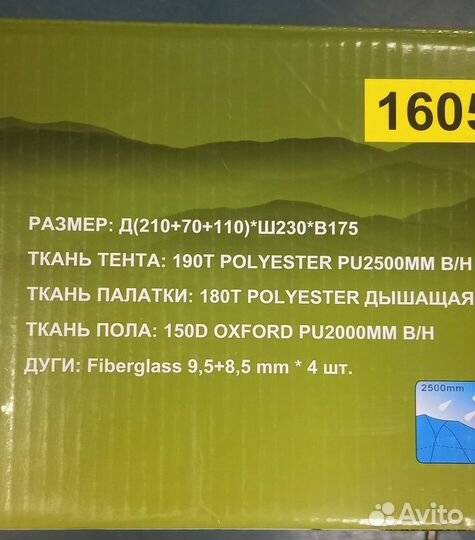 1605
РАЗМЕР: Д(210+70+110)*Ш230*В175
ТКАНЬ ТЕНТА: 190T POLYESTER PU2500MM В/Н
ТКАНЬ ПАЛАТКИ: 180T POLYESTER ДЫШАЩАЯ
ТКАНЬ ПОЛА: 150D OXFORD PU2000MM В/Н
ДУГИ: Fiberglass 9,5+8,5 mm * 4 шт.
2500mm
Avito